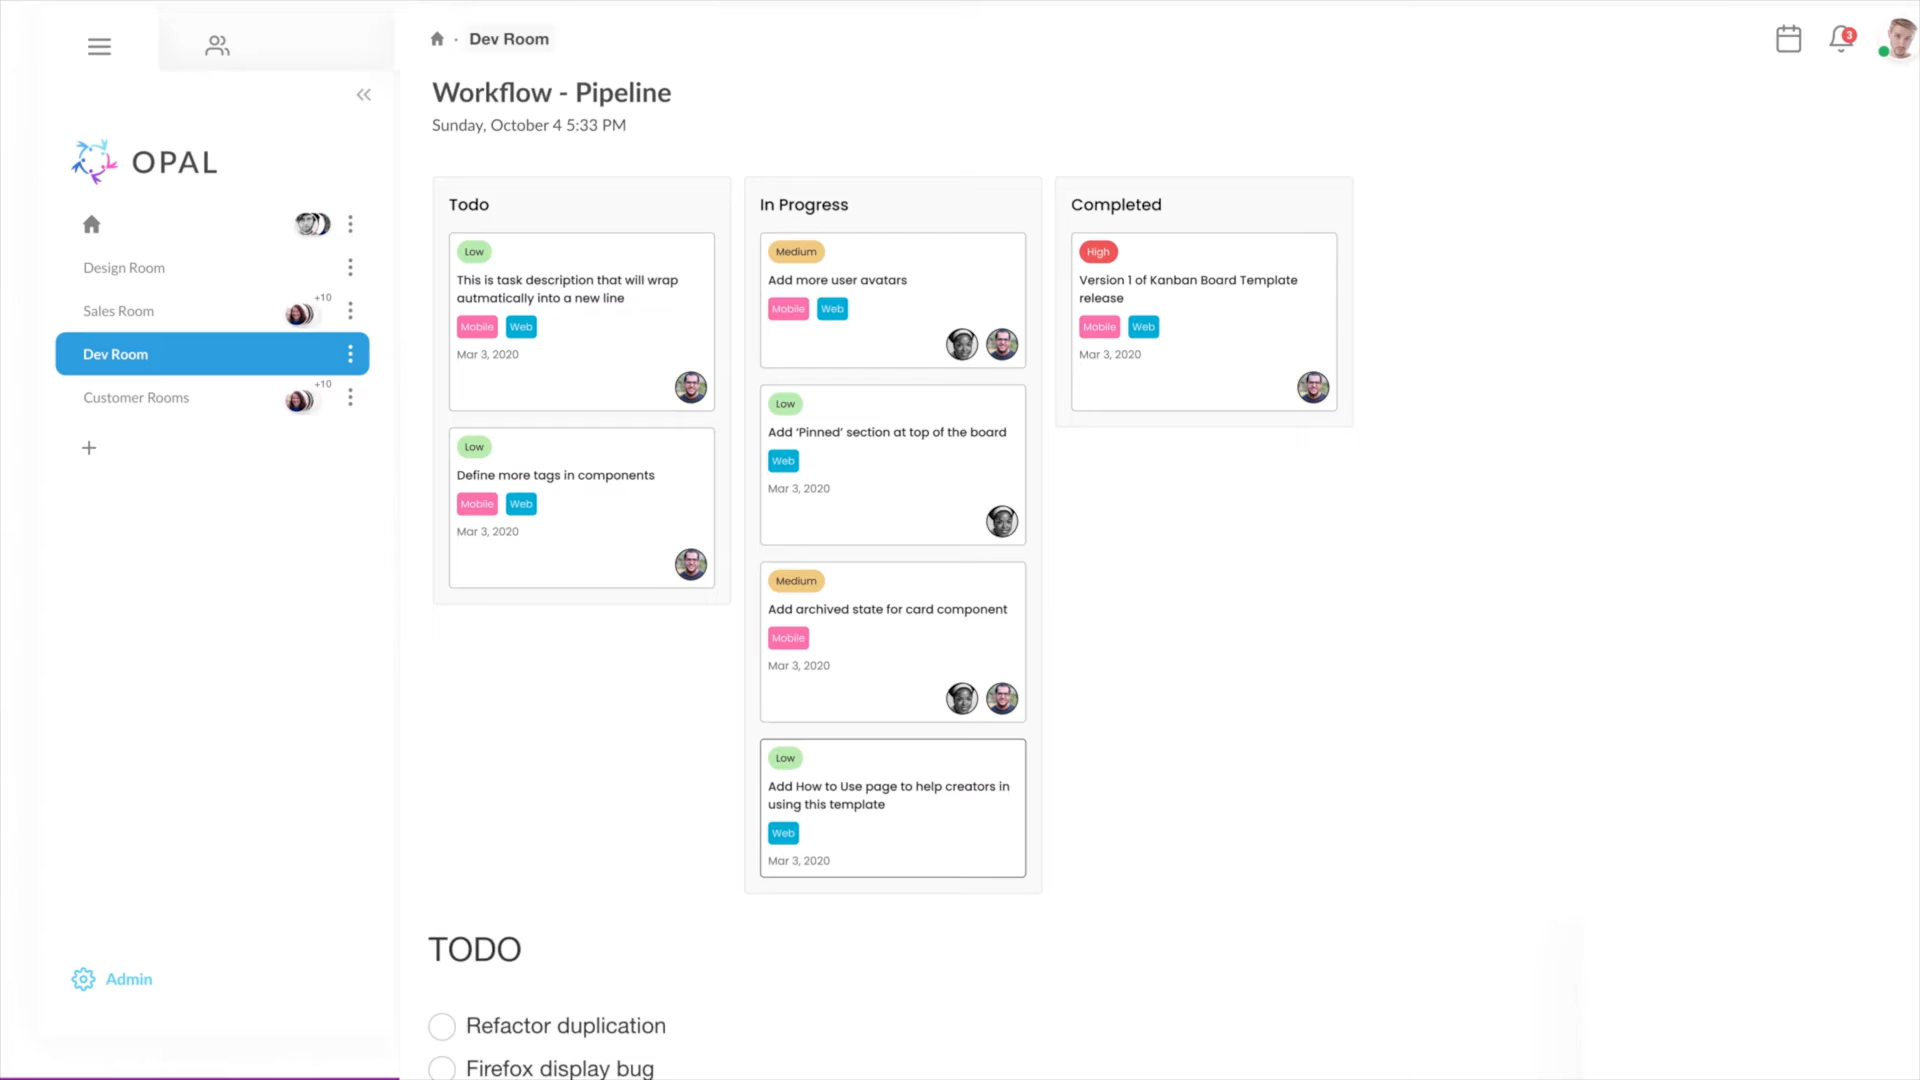 Dev Room
3
Workflow - Pipeline
Sunday, October 4 5:33 PM
OPAL
Design Room
Sales Room
+10
Dev Room
Customer Rooms
+10
Admin
Todo
Low
This is task description that will wrap
autmatically into a new line
Mobile Web
Mar 3, 2020
Low
Define more tags in components
Mobile Web
Mar 3, 2020
In Progress
Medium
Add more user avatars
Mobile Web
Low
Add ‘Pinned’ section at top of the board
Web
Mar 3, 2020
Medium
Add archived state for card component
Mobile
Mar 3, 2020
Low
Add How to Use page to help creators in
using this template
Web
Mar 3, 2020
Completed
High
Version 1 of Kanban Board Template
release
Mobile Web
Mar 3, 2020
TODO
Refactor duplication
Firefox display bug